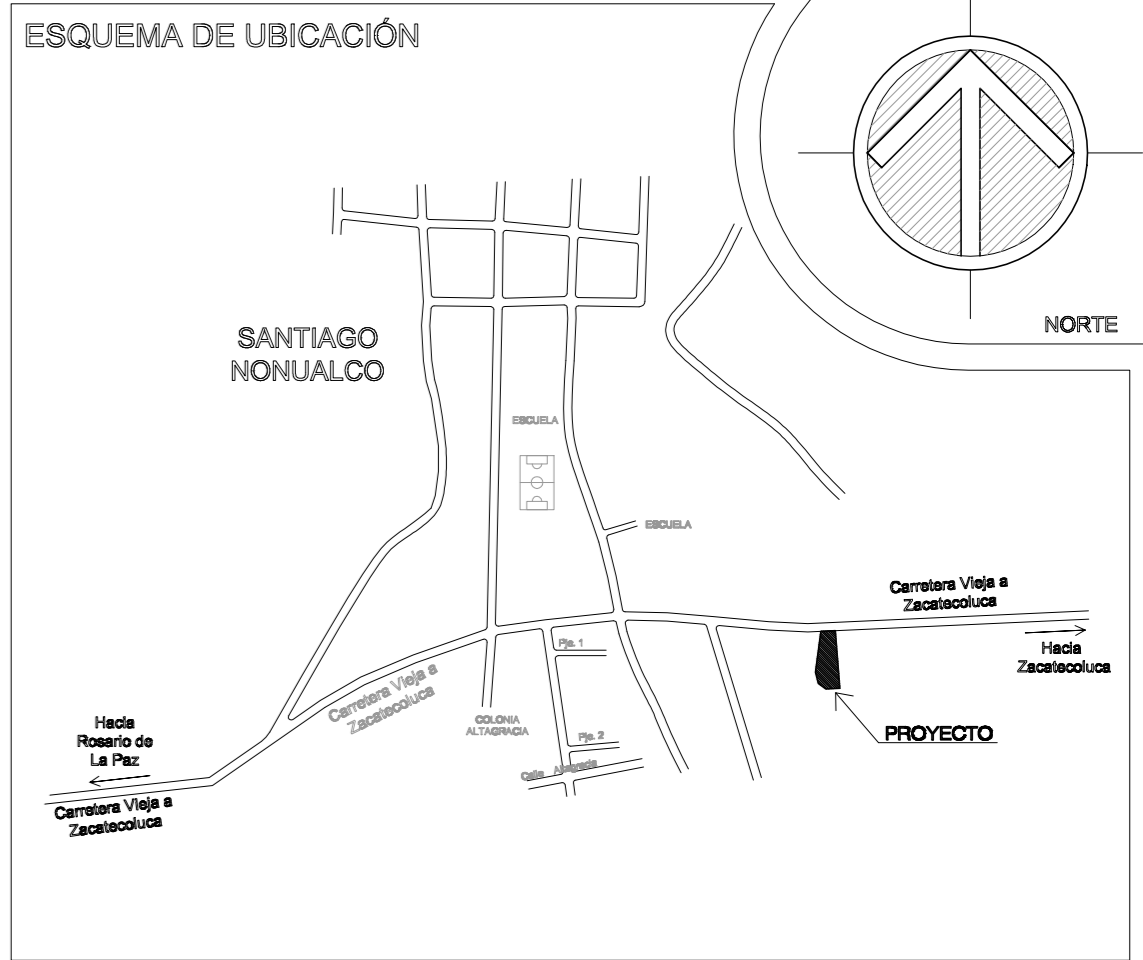 ESQUEMA DE UBICACIÓN
NORTE
SANTIAGO
NONUALCO
ESCUELA
ESCUELA
Carretera Vieja a
Zacatecoluca
Hacia
Zacatecoluca
Pje. 1
Carretera Vieja a
Zacatecoluca
COLONIA
ALTAGRACIA
PROYECTO
Hacia
Rosario de
La Paz
Pje. 2
Calle Altagracia
Carretera Vieja a
Zacatecoluca